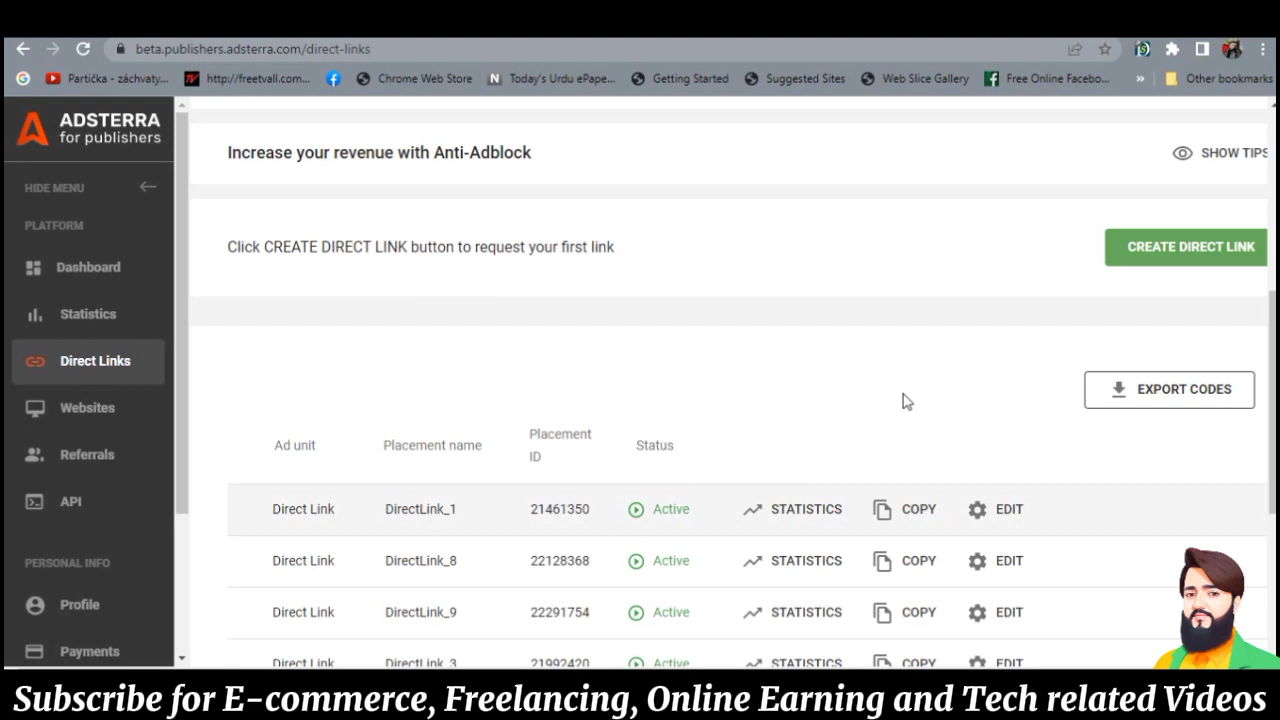 beta.publishers.adsterra.com/direct-links
Partička - záchvaty...
http://freetvall.com...
Chrome Web Store
Today's Urdu ePape...
Getting Started
Suggested Sites
Web Slice Gallery
Free Online Facebo...
»
Other bookmarks
ADSTERRA
for publishers
HIDE MENU
PLATFORM
Dashboard
Statistics
Direct Links
Websites
Referrals
API
PERSONAL INFO
Profile
Payments
Increase your revenue with Anti-Adblock
SHOW TIPS
Click CREATE DIRECT LINK button to request your first link
CREATE DIRECT LINK
EXPORT CODES
Ad unit Placement name Placement ID Status
Direct Link DirectLink_1 21461350 Active STATISTICS COPY EDIT
Direct Link DirectLink_8 22128368 Active STATISTICS COPY EDIT
Direct Link DirectLink_9 22291754 Active STATISTICS COPY EDIT
Direct Link DirectLink_3 21992420 Active STATISTICS COPY EDIT
Subscribe for E-commerce, Freelancing, Online Earning and Tech related Videos